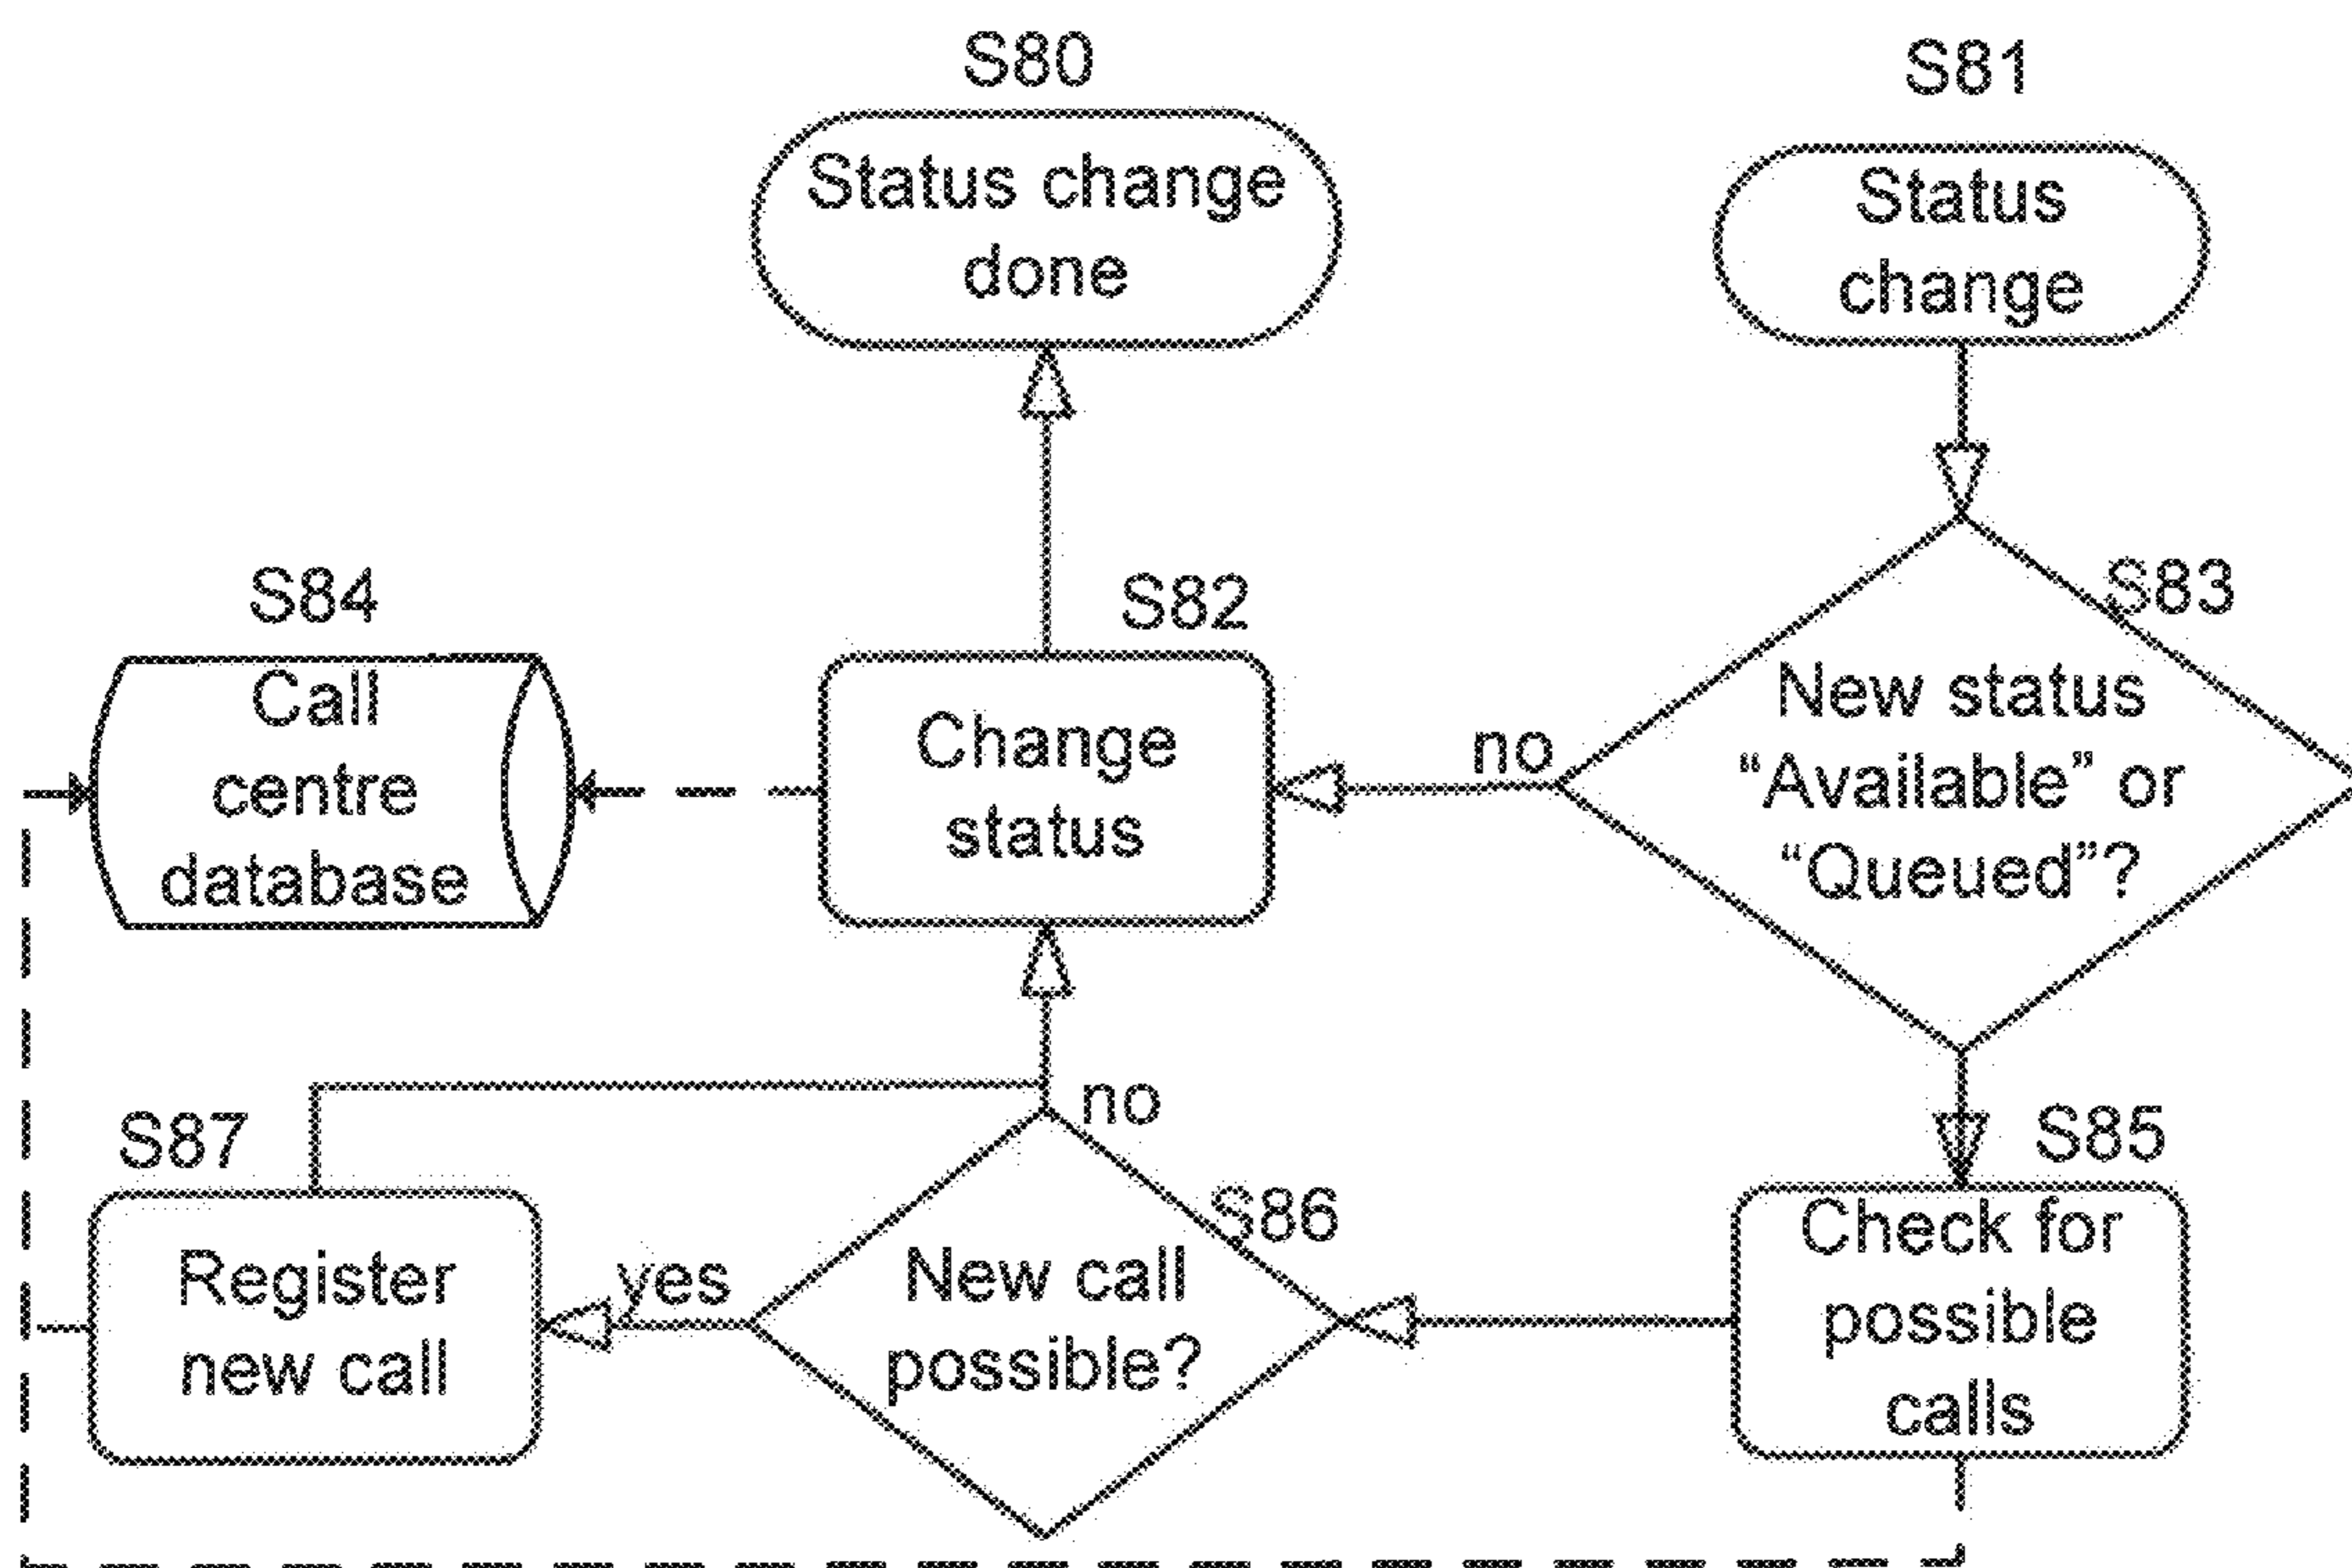 S80
Status change
done
S81
Status
change
S84
Call
centre
database
S82
Change
status
no
S83
New status
“Available” or
“Queued”?
S87
Register
new call
yes
no
S86
New call
possible?
S85
Check for
possible
calls